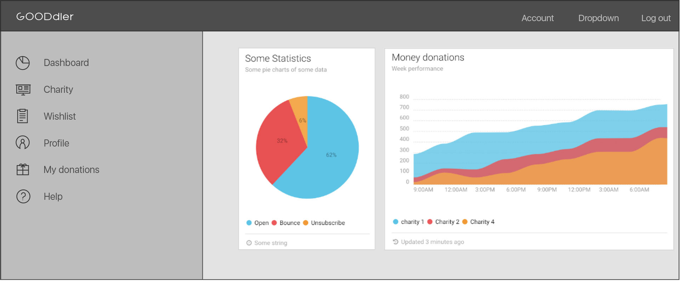 GOODdler
Account Dropdown Log out
Dashboard
Charity
Wishlist
Profile
My donations
Help
Some Statistics
Some pie charts of some data
6%
32%
62%
Open Bounce Unsubscribe
Some string
Money donations
Week performance
800
700
600
500
400
300
200
100
0
9:00AM 12:00AM 3:00PM 6:00PM 9:00PM 12:00PM 3:00AM 6:00AM
charity 1 Charity 2 Charity 4
Updated 3 minutes ago